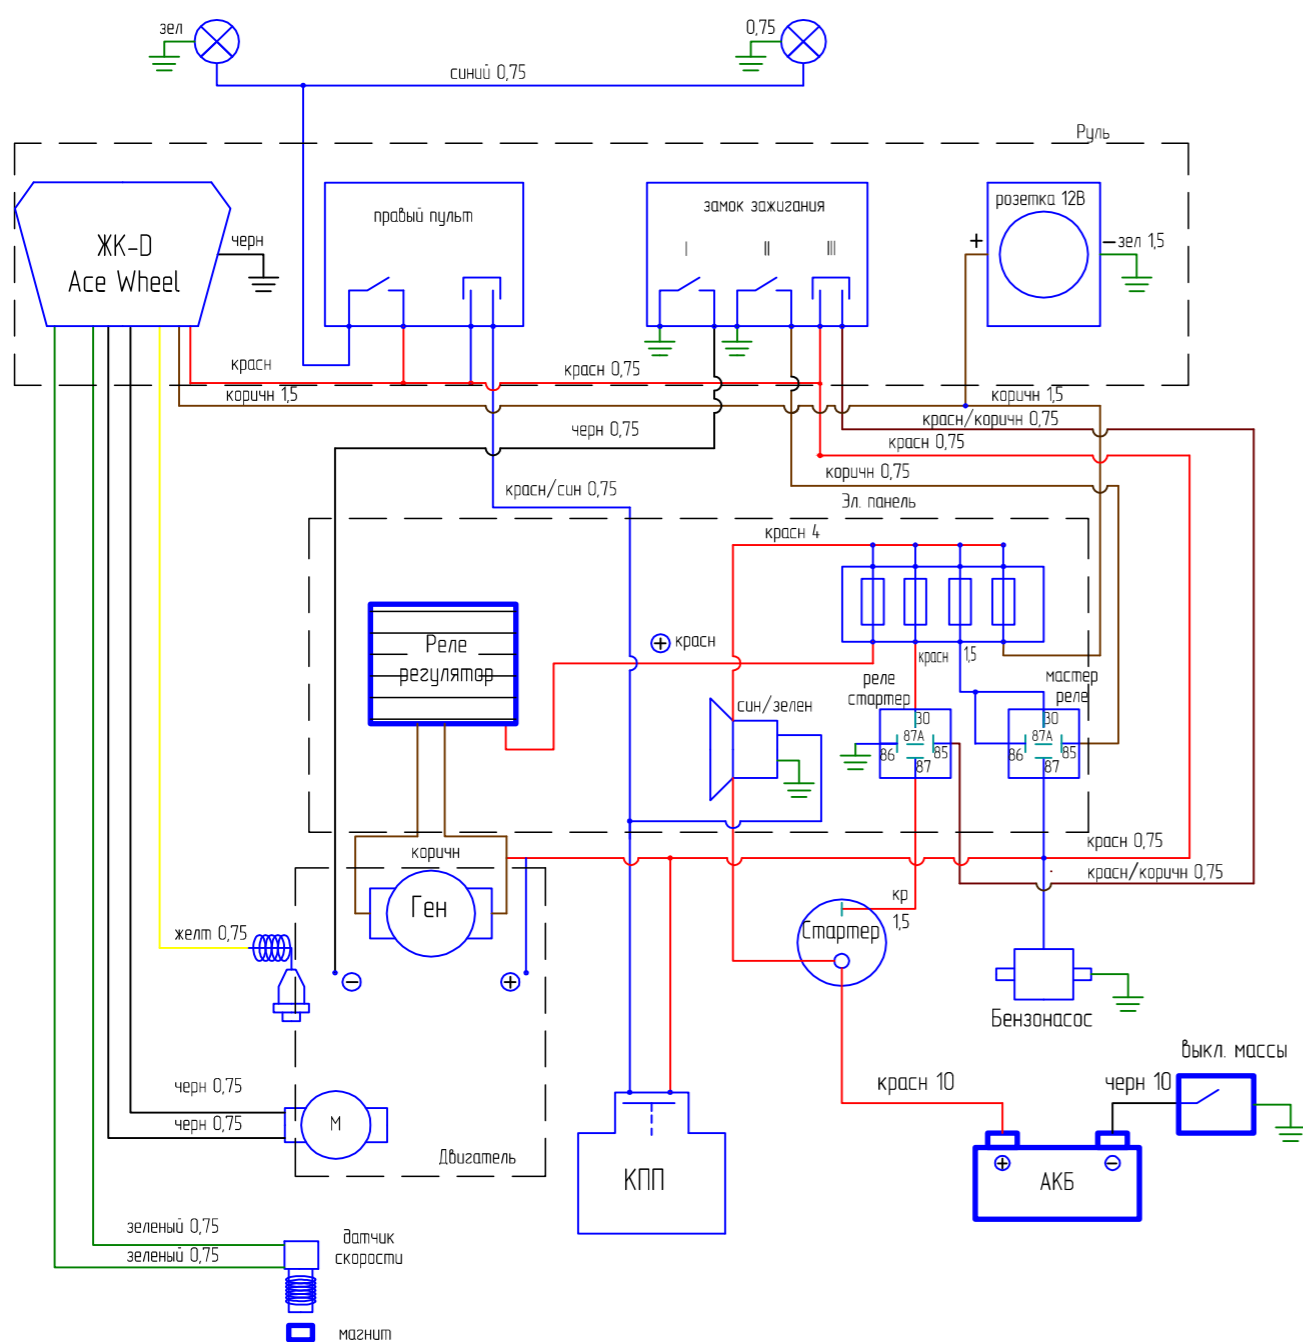 зел
0,75
синий 0,75
Руль
ЖК-D
Ace Wheel
черн
правый пульт
замок зажигания
I
II
III
розетка 12В
+
– зел 1,5
красн
красн 0,75
коричн 1,5
коричн 1,5
красн/коричн 0,75
черн 0,75
красн 0,75
коричн 0,75
красн/син 0,75
Эл. панель
красн 4
Реле
регулятор
+ красн
красн
1,5
реле
стартер
мастер
реле
син/зелен
30
87А
86
85
87
30
87А
86
85
87
коричн
красн 0,75
красн/коричн 0,75
Ген
кр
1,5
Стартер
желт 0,75
–
+
Бензонасос
выкл. массы
черн 0,75
черн 0,75
М
красн 10
черн 10
Двигатель
КПП
+
–
АКБ
зеленый 0,75
зеленый 0,75
датчик
скорости
магнит